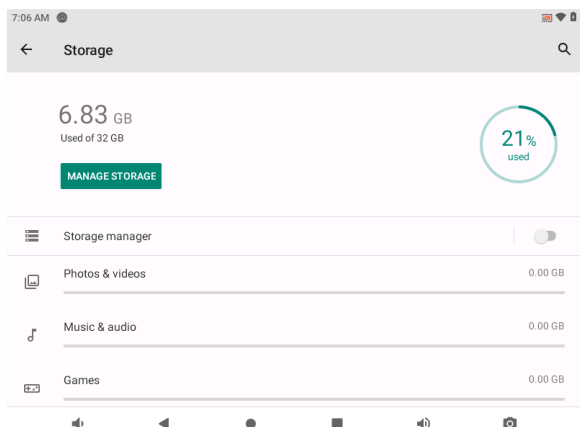 7:06 AM
Storage
6.83 GB
Used of 32 GB
21%
used
MANAGE STORAGE
Storage manager
Photos & videos 0.00 GB
Music & audio 0.00 GB
Games 0.00 GB